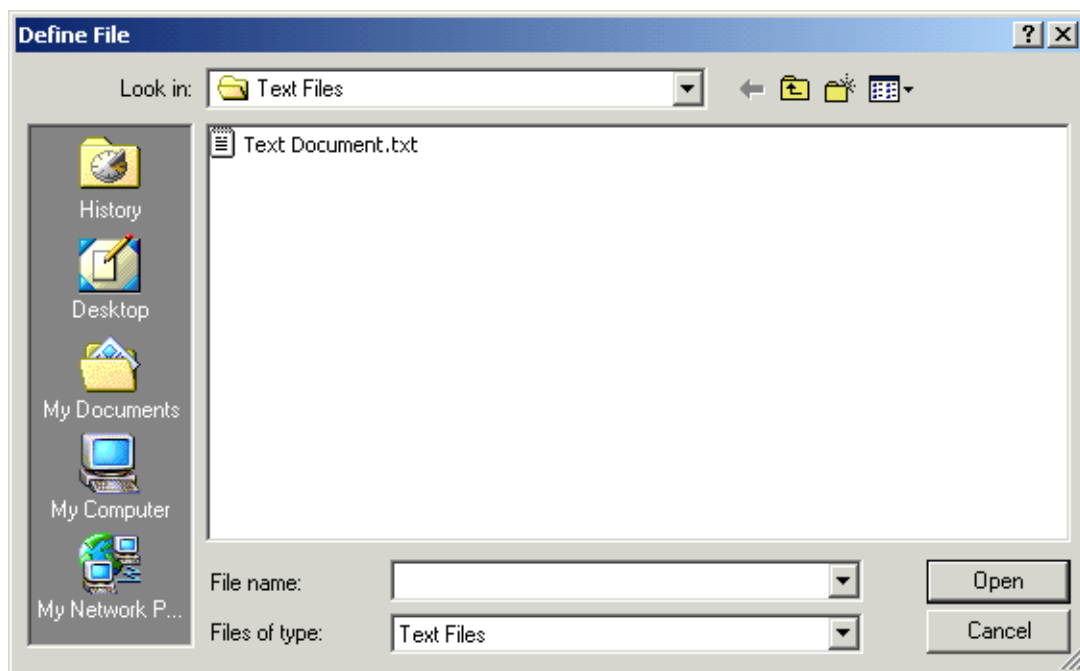 Define File
Look in: Text Files
Text Document.txt
History
Desktop
My Documents
My Computer
My Network P...
File name:
Open
Files of type: Text Files
Cancel